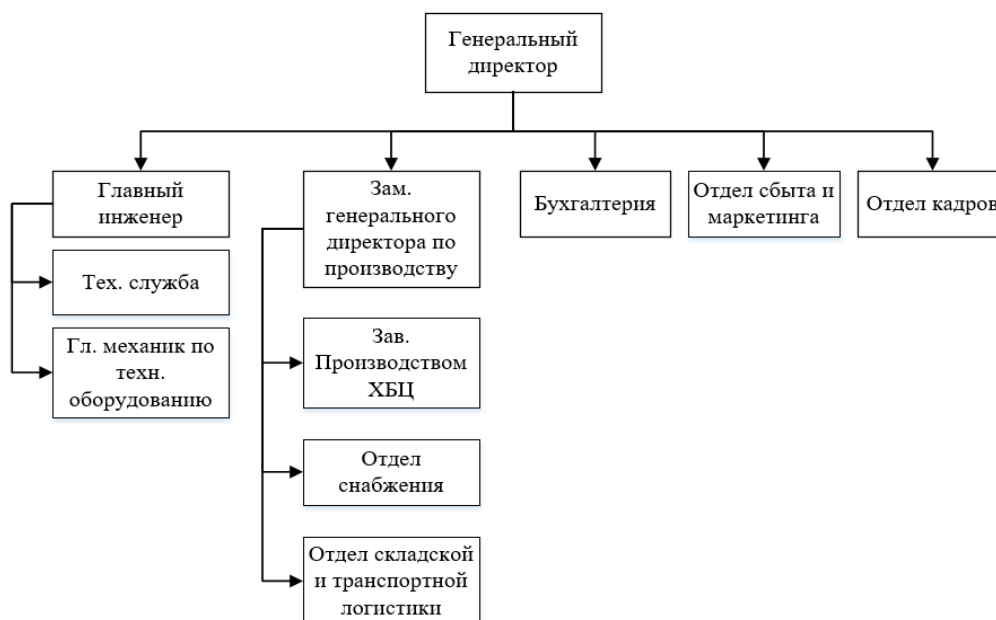 Генеральный
директор
Главный
инженер
Зам.
генерального
директора по
производству
Бухгалтерия
Отдел сбыта и
маркетинга
Отдел кадров
Тех. служба
Гл. механик по
техн.
оборудованию
Зав.
Производством
ХБЦ
Отдел
снабжения
Отдел складской
и транспортной
логистики